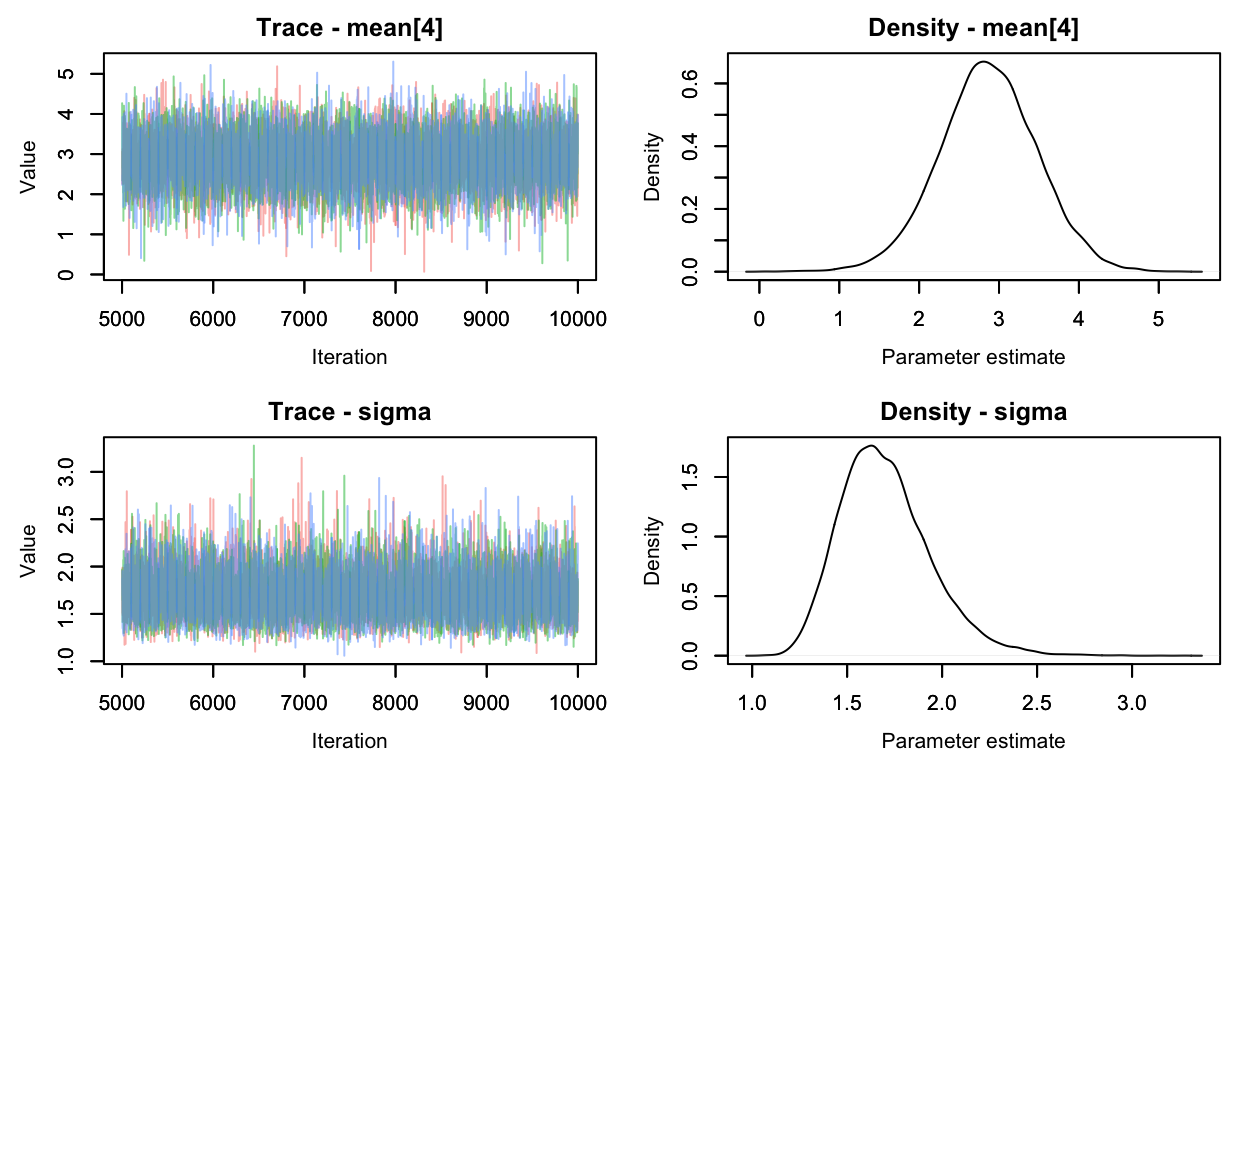 Trace - mean[4]
Value
5
4
3
2
1
0
5000 6000 7000 8000 9000 10000
Iteration
Density - mean[4]
Density
0.6
0.4
0.2
0.0
0 1 2 3 4 5
Parameter estimate
Trace - sigma
Value
3.0
2.5
2.0
1.5
1.0
5000 6000 7000 8000 9000 10000
Iteration
Density - sigma
Density
1.5
1.0
0.5
0.0
1.0 1.5 2.0 2.5 3.0
Parameter estimate